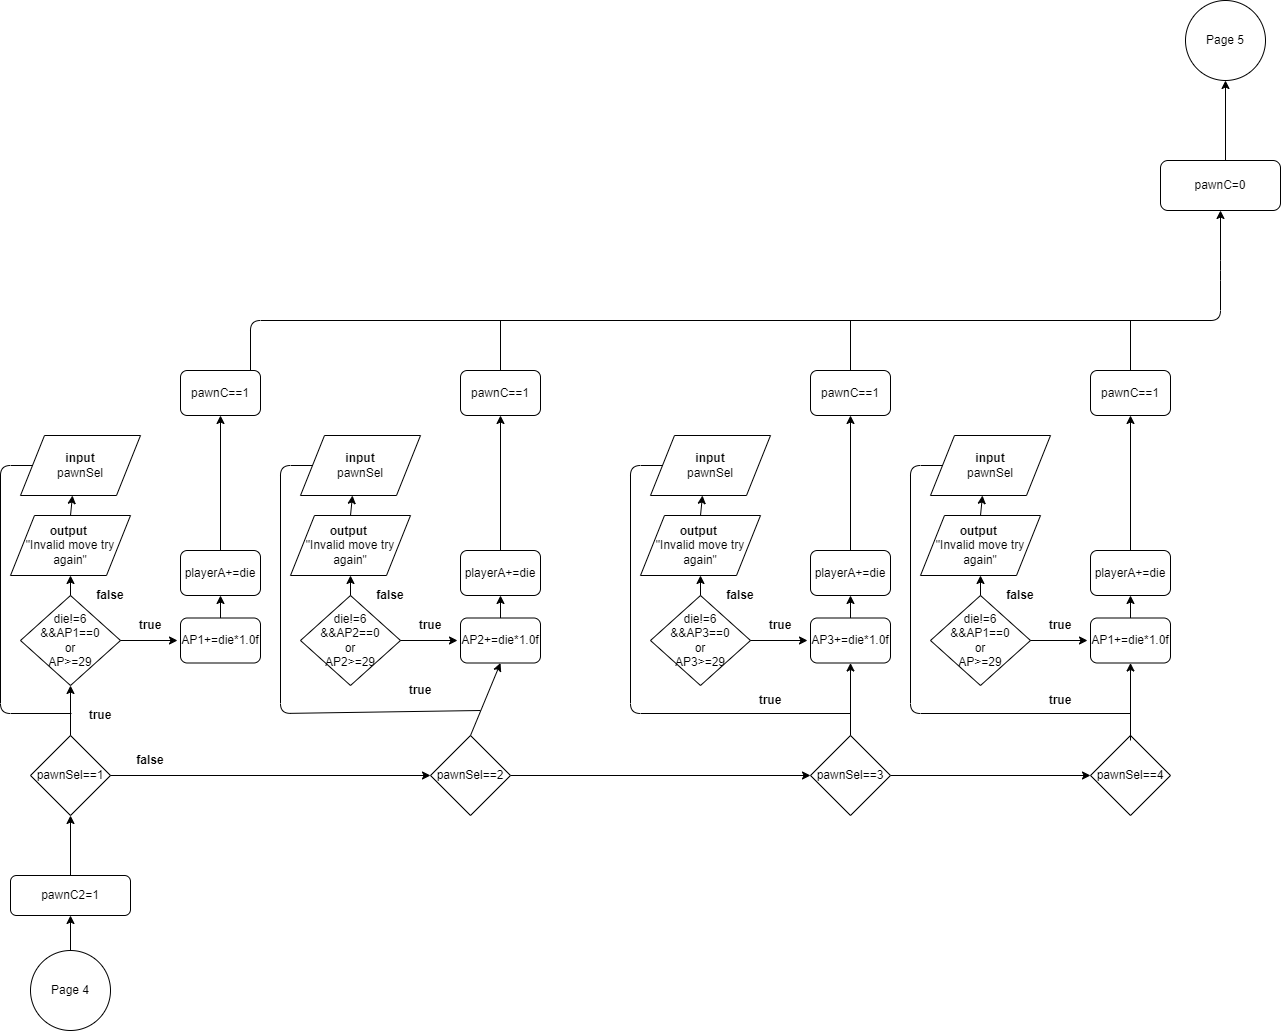 Page 5
pawnC=0
pawnC==1
pawnC==1
pawnC==1
pawnC==1
input
pawnSel
input
pawnSel
input
pawnSel
input
pawnSel
output
"Invalid move try
again"
output
"Invalid move try
again"
output
"Invalid move try
again"
output
"Invalid move try
again"
playerA+=die
playerA+=die
playerA+=die
playerA+=die
false
false
false
false
die!=6
&&AP1==0
or
AP>=29
true
AP1+=die*1.0f
die!=6
&&AP2==0
or
AP2>=29
true
AP2+=die*1.0f
die!=6
&&AP3==0
or
AP3>=29
true
AP3+=die*1.0f
die!=6
&&AP1==0
or
AP>=29
true
AP1+=die*1.0f
true
true
true
true
pawnSel==1
false
pawnSel==2
pawnSel==3
pawnSel==4
pawnC2=1
Page 4